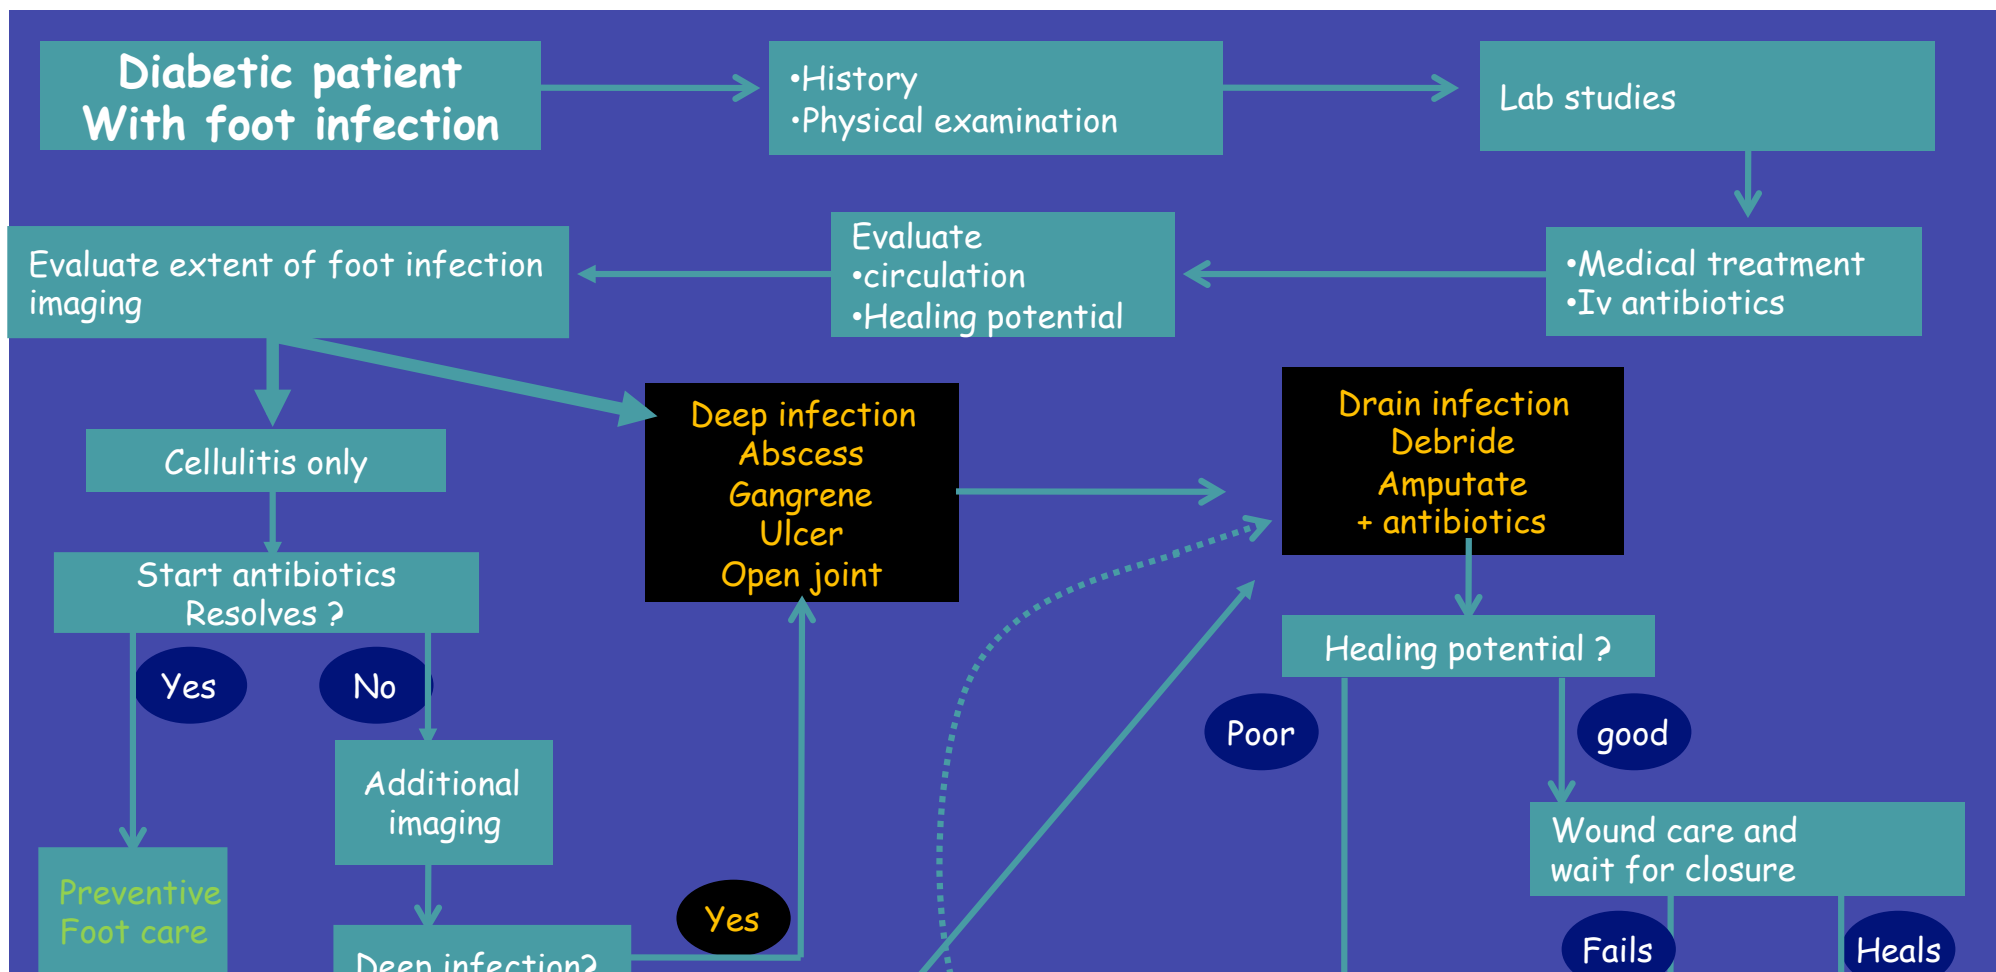 Diabetic patient
With foot infection
•History
•Physical examination
Lab studies
•Medical treatment
•Iv antibiotics
Evaluate
•circulation
•Healing potential
Evaluate extent of foot infection
imaging
Cellulitis only
Start antibiotics
Resolves ?
Yes
No
Additional
imaging
Preventive
Foot care
Deep infection?
Yes
Deep infection
Abscess
Gangrene
Ulcer
Open joint
Drain infection
Debride
Amputate
+ antibiotics
Healing potential ?
Poor
good
Wound care and
wait for closure
Fails
Heals